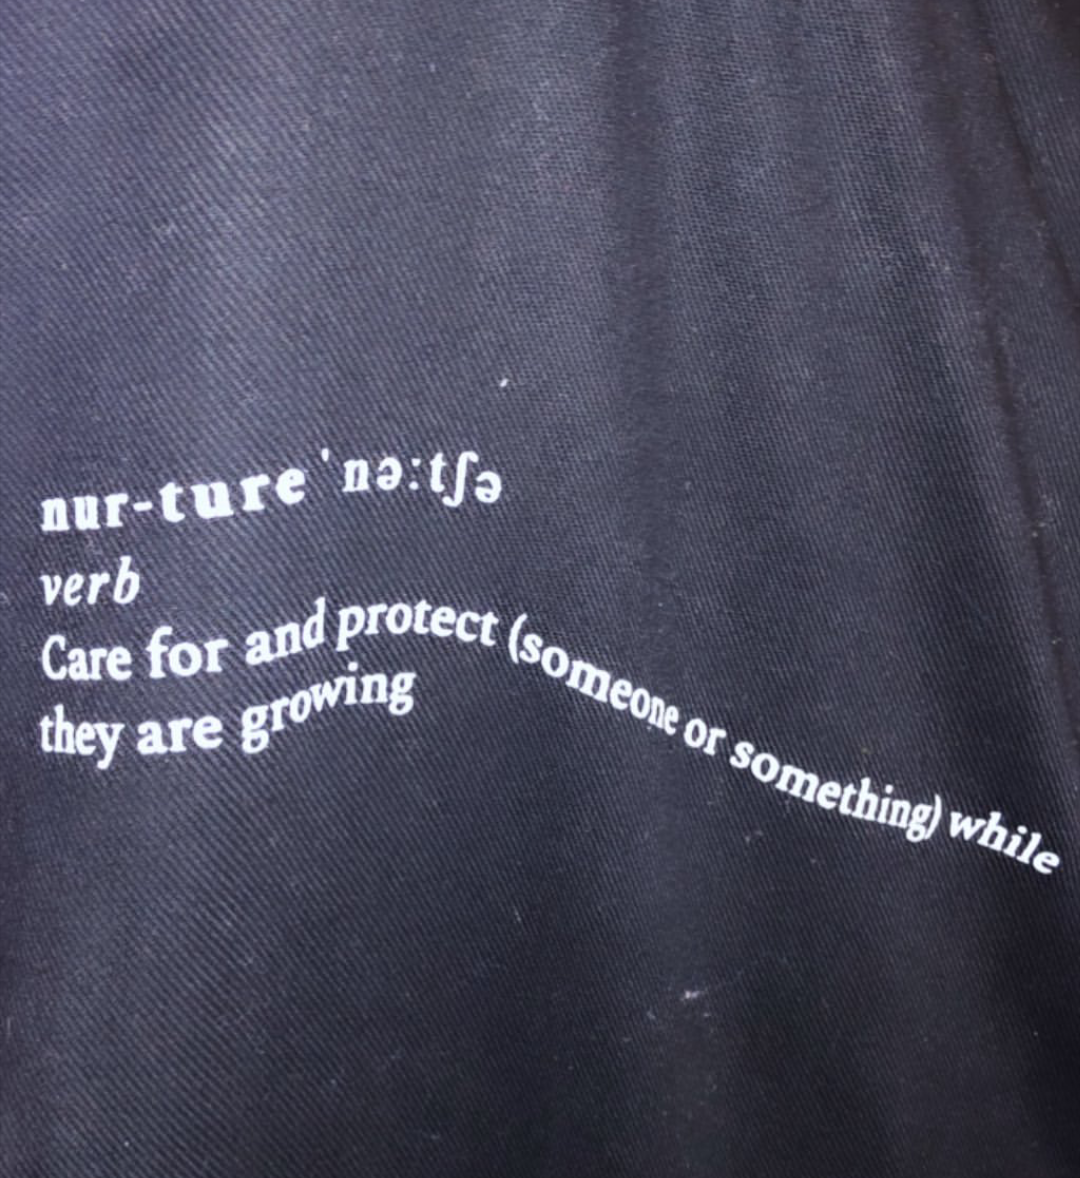 nur-ture ˈnəːtʃə
verb
Care for and protect (someone or something) while
they are growing